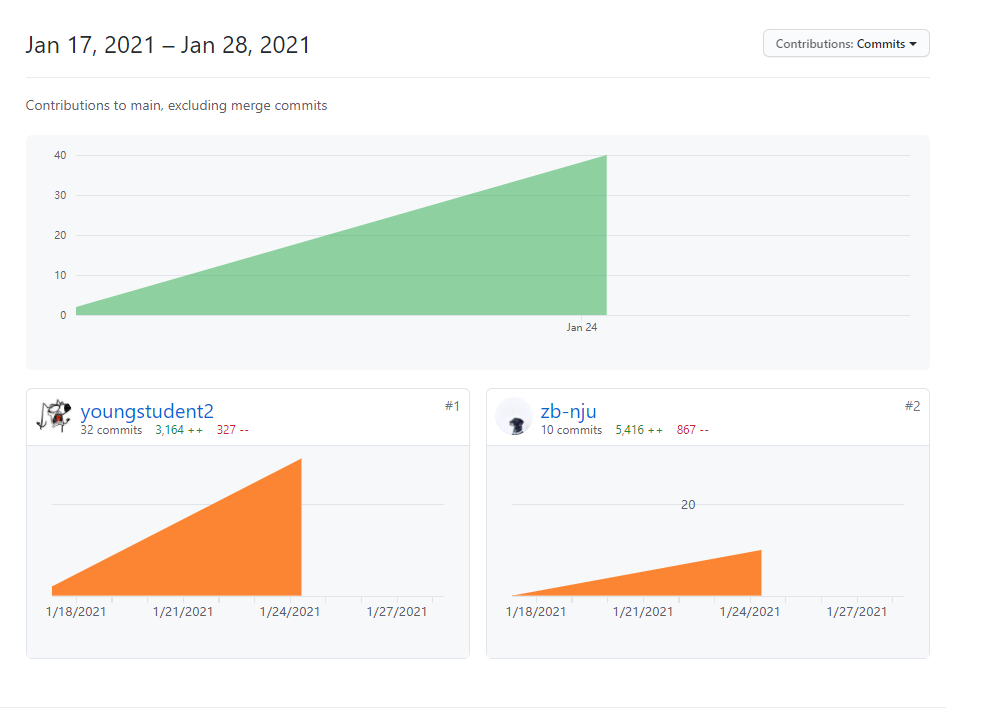 Jan 17, 2021 – Jan 28, 2021
Contributions: Commits
Contributions to main, excluding merge commits
40
30
20
10
0
Jan 24
youngstudent2
#1
32 commits 3,164 ++ 327 --
1/18/2021 1/21/2021 1/24/2021 1/27/2021
zb-nju
#2
10 commits 5,416 ++ 867 --
20
1/18/2021 1/21/2021 1/24/2021 1/27/2021